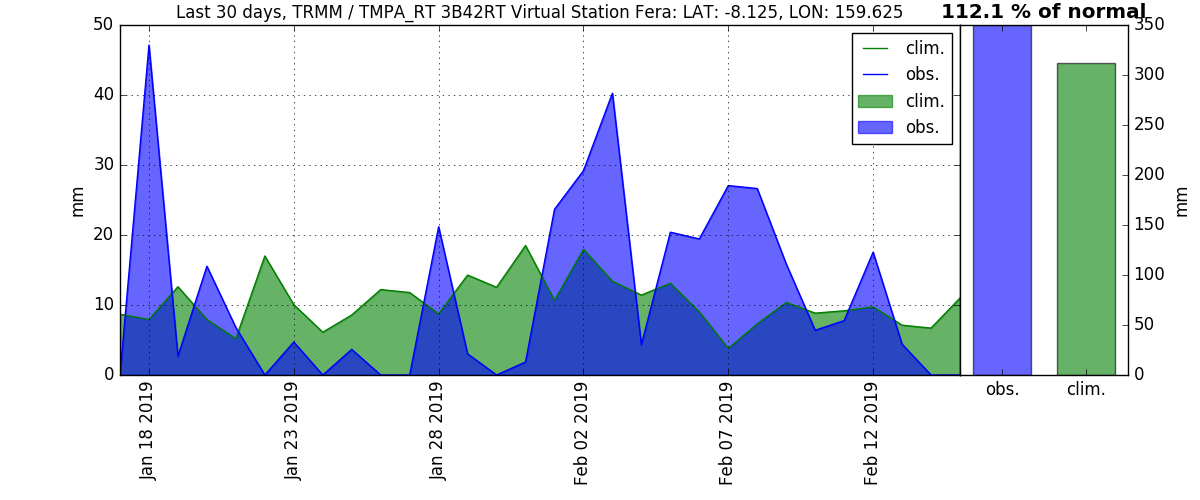 Last 30 days, TRMM / TMPA_RT 3B42RT Virtual Station Fera: LAT: -8.125, LON: 159.625
112.1 % of normal
50
40
30
20
10
0
mm
clim.
obs.
clim.
obs.
350
300
250
200
150
100
50
0
mm
Jan 18 2019
Jan 23 2019
Jan 28 2019
Feb 02 2019
Feb 07 2019
Feb 12 2019
obs.
clim.